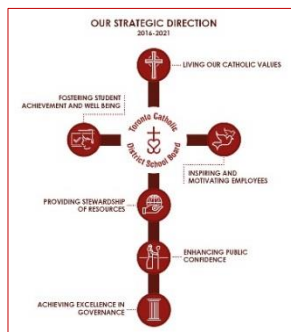 OUR STRATEGIC DIRECTION
2016-2021
LIVING OUR CATHOLIC VALUES
FOSTERING STUDENT
ACHIEVEMENT AND WELL BEING
Toronto Catholic
District School Board
INSPIRING AND
MOTIVATING EMPLOYEES
PROVIDING STEWARDSHIP
OF RESOURCES
ENHANCING PUBLIC
CONFIDENCE
ACHIEVING EXCELLENCE IN
GOVERNANCE